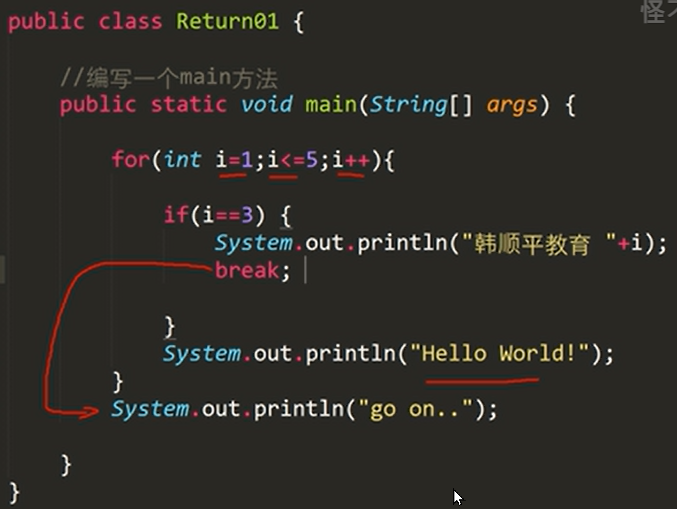 怪
public class Return01 {
//编写一个main方法
public static void main(String[] args) {
for(int i=1;i<=5;i++){
if(i==3) {
System.out.println("韩顺平教育 "+i);
break;
}
System.out.println("Hello World!");
}
System.out.println("go on..");
}
}